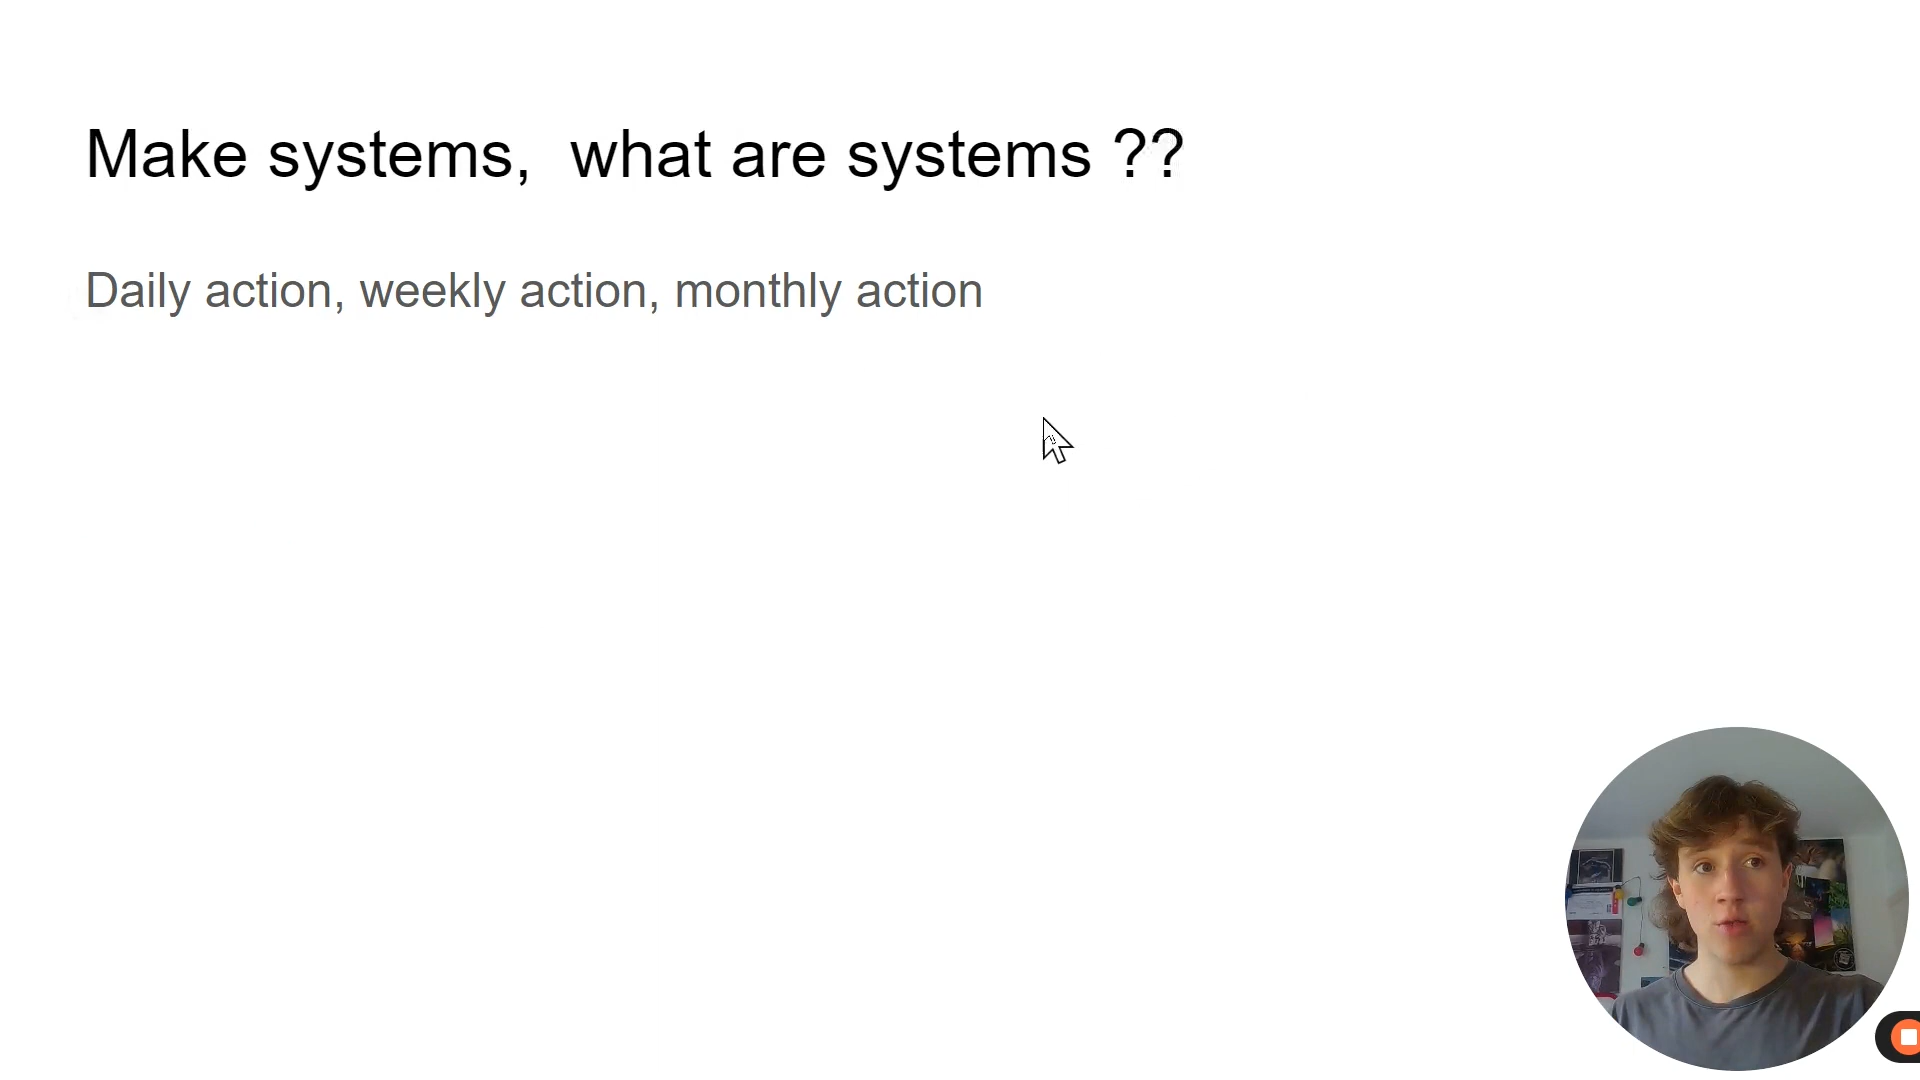 Make systems,  what are systems ??
Daily action, weekly action, monthly action